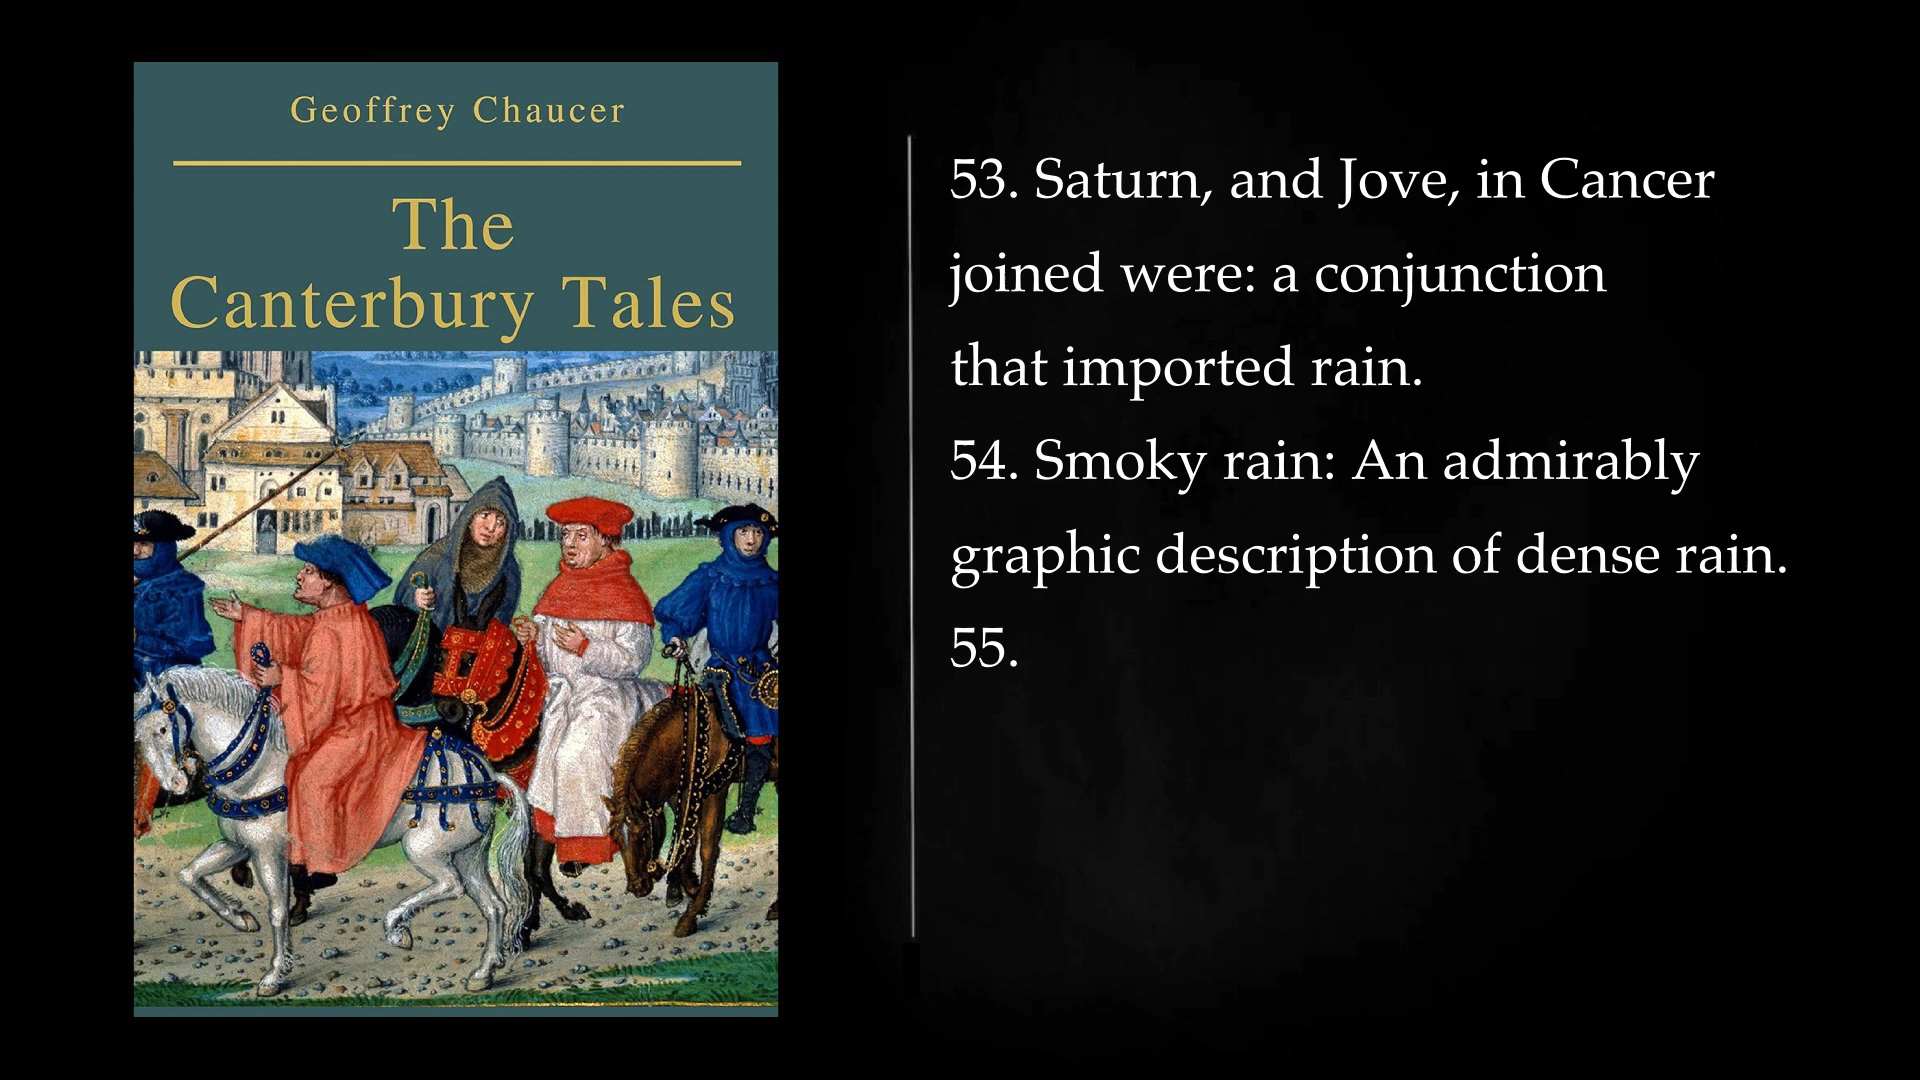 Geoffrey Chaucer
The
Canterbury Tales
53. Saturn, and Jove, in Cancer
joined were: a conjunction
that imported rain.
54. Smoky rain: An admirably
graphic description of dense rain.
55.